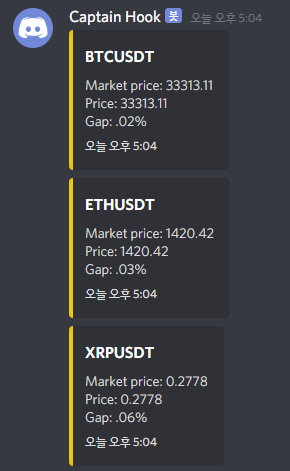 Captain Hook 봇 오늘 오후 5:04
BTCUSDT
Market price: 33313.11
Price: 33313.11
Gap: .02%
오늘 오후 5:04
ETHUSDT
Market price: 1420.42
Price: 1420.42
Gap: .03%
오늘 오후 5:04
XRPUSDT
Market price: 0.2778
Price: 0.2778
Gap: .06%
오늘 오후 5:04